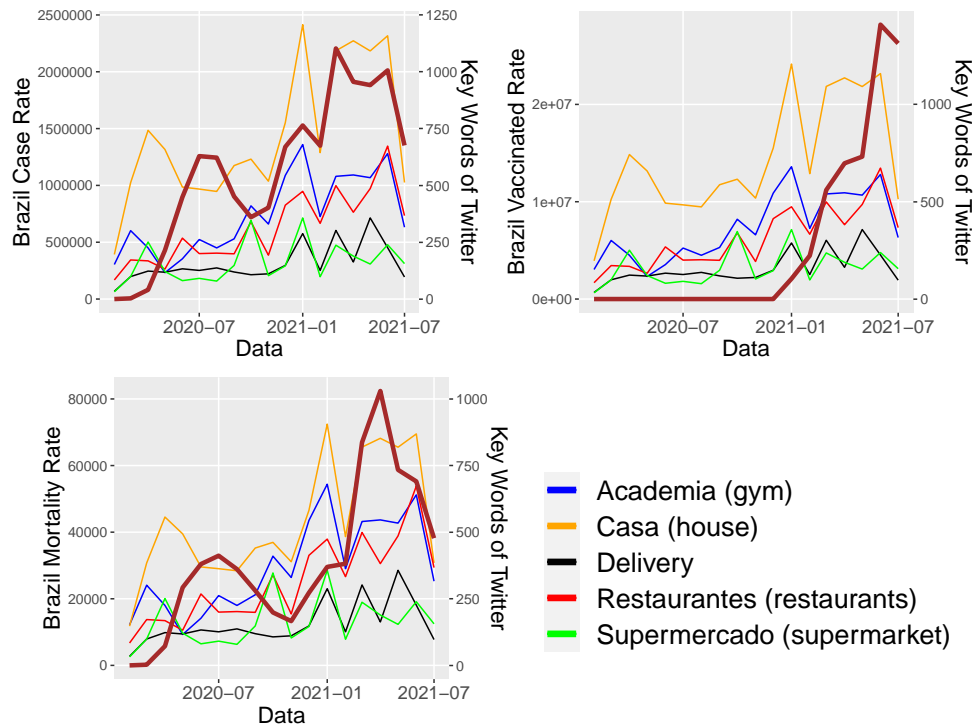 2500000
2000000
1500000
1000000
500000
0
Brazil Case Rate
1250
1000
750
500
250
0
Key Words of Twitter
2020−07
2021−01
2021−07
Data
2e+07
1e+07
0e+00
Brazil Vaccinated Rate
1000
500
0
Key Words of Twitter
2020−07
2021−01
2021−07
Data
80000
60000
40000
20000
0
Brazil Mortality Rate
1000
750
500
250
0
Key Words of Twitter
2020−07
2021−01
2021−07
Data
Academia (gym)
Casa (house)
Delivery
Restaurantes (restaurants)
Supermercado (supermarket)